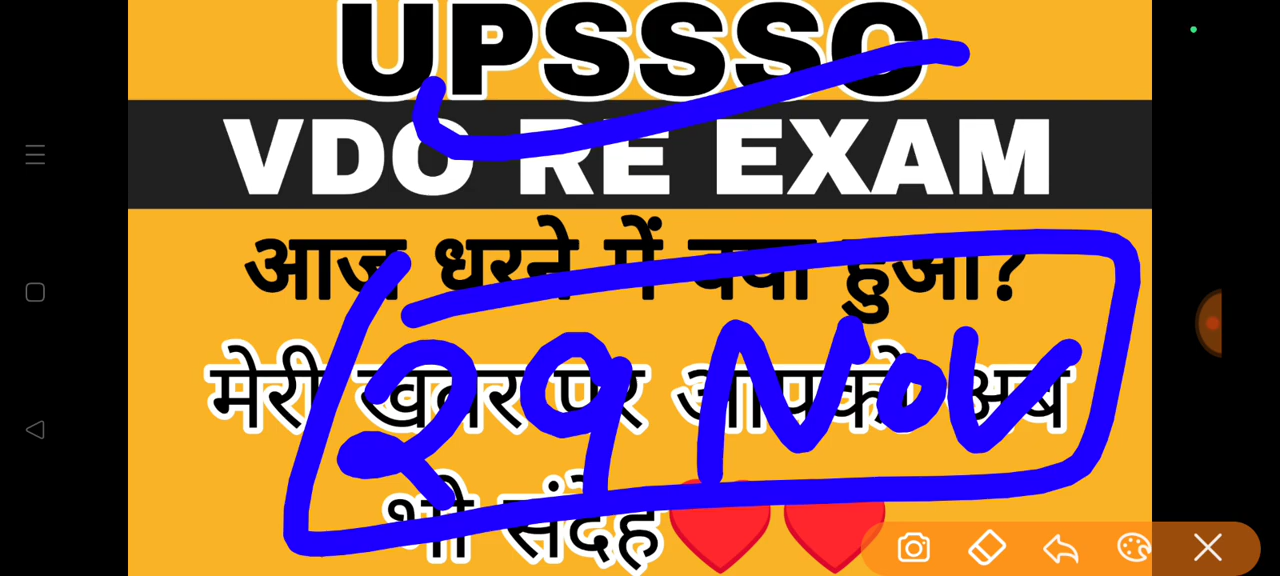 UPSSSC
VDO RE EXAM
आज धरने में क्या हुआ?
मेरी खबर पर आपको अब
29 Nov
भी संदेह